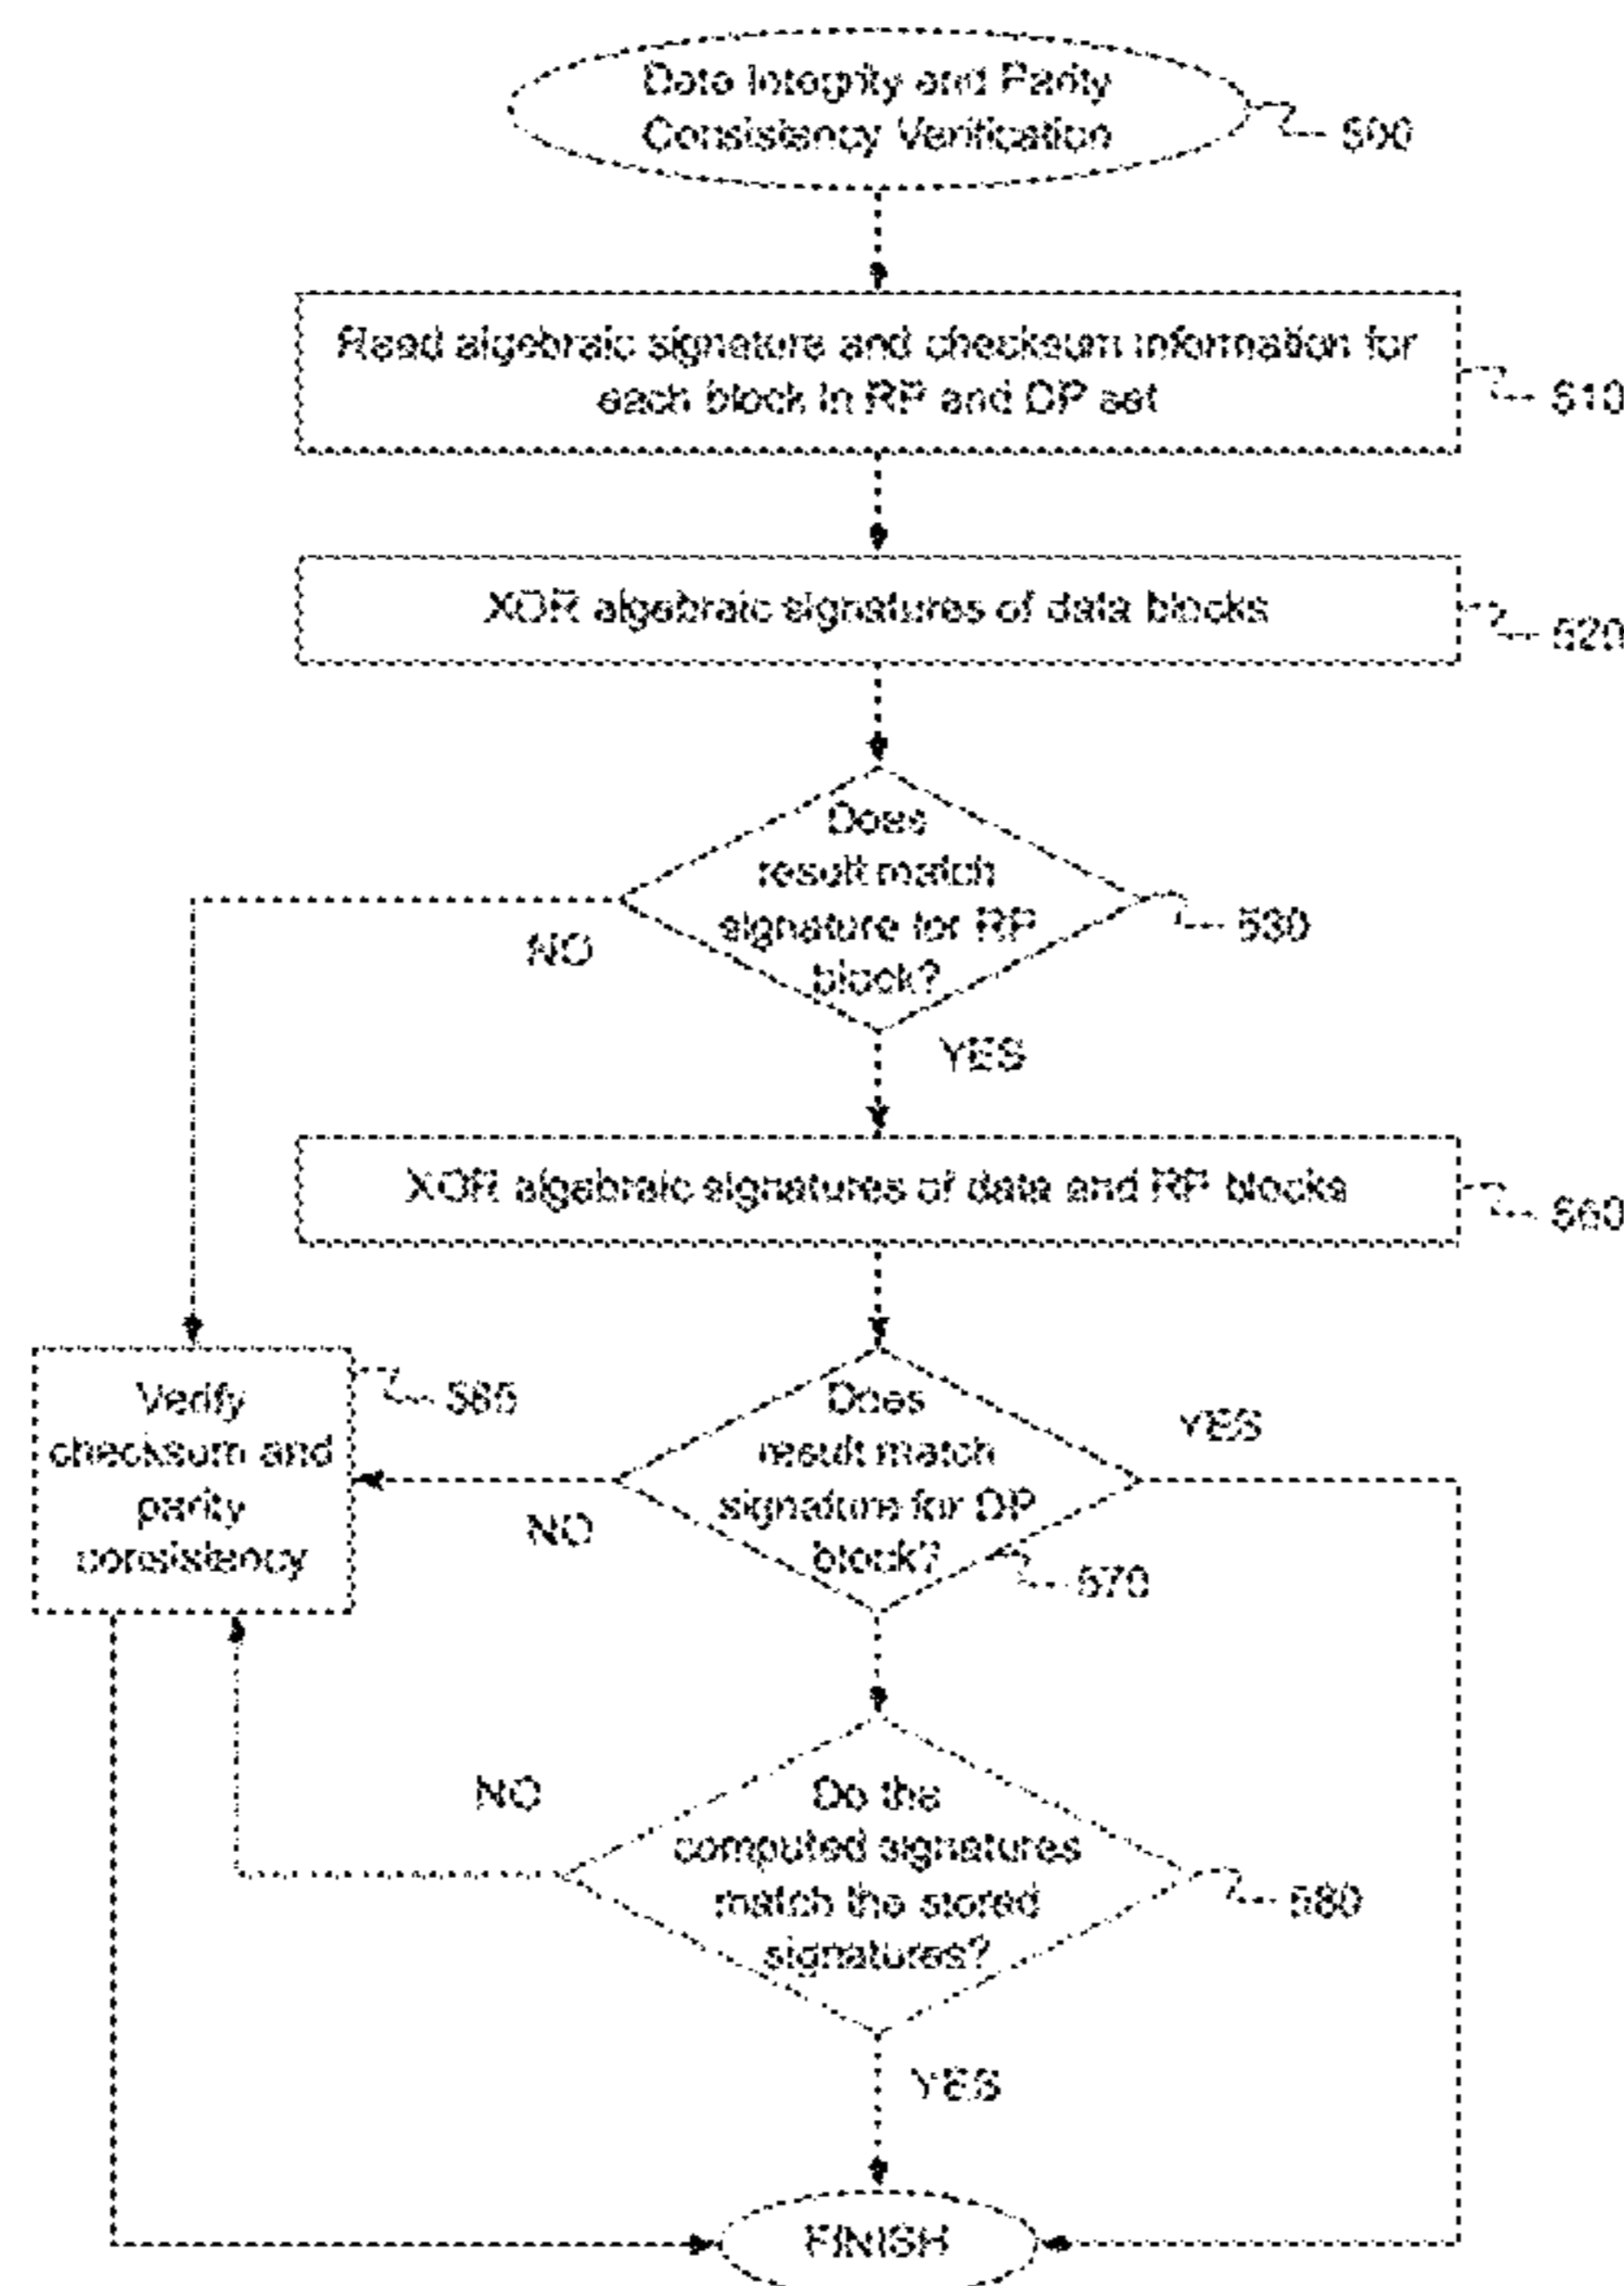 Data Integrity and Parity
Consistency Verification
500
Read algebraic signature and checksum information for
each block in RP and DP set
510
XOR algebraic signatures of data blocks
520
Does
result match
signature for RP
block?
530
NO
YES
XOR algebraic signatures of data and RP blocks
560
Verify
checksum and
parity
consistency
585
Does
result match
signature for DP
block?
YES
NO
570
NO
Do the
computed signatures
match the stored
signatures?
580
YES
FINISH